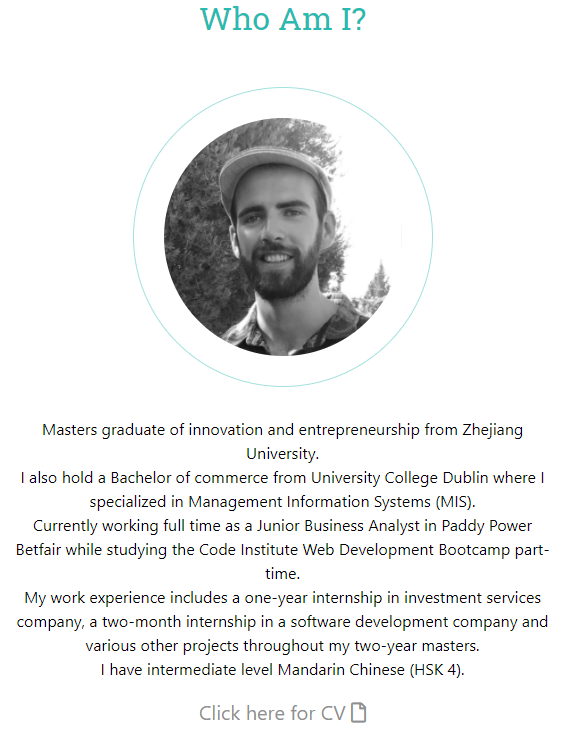 Who Am I?
Masters graduate of innovation and entrepreneurship from Zhejiang
University.
I also hold a Bachelor of commerce from University College Dublin where I
specialized in Management Information Systems (MIS).
Currently working full time as a Junior Business Analyst in Paddy Power
Betfair while studying the Code Institute Web Development Bootcamp part-
time.
My work experience includes a one-year internship in investment services
company, a two-month internship in a software development company and
various other projects throughout my two-year masters.
I have intermediate level Mandarin Chinese (HSK 4).
Click here for CV